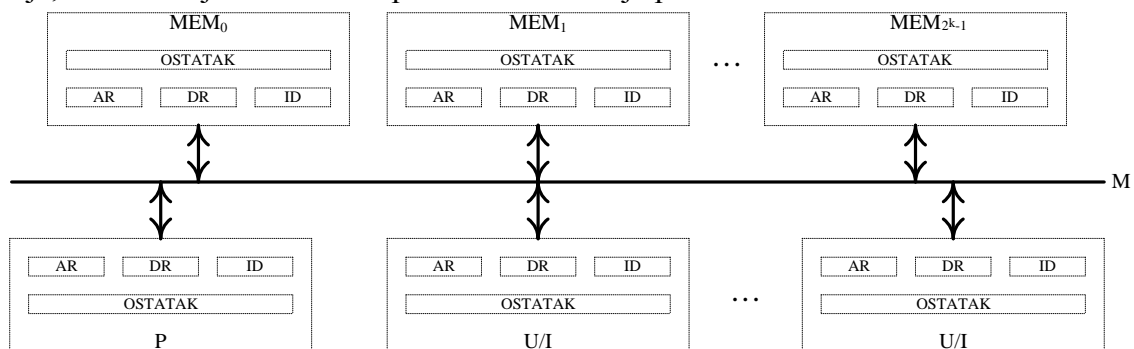 MEM0 MEM1 MEM2k-1
OSTATAK OSTATAK ... OSTATAK
AR DR ID AR DR ID AR DR ID
M
AR DR ID AR DR ID AR DR ID
OSTATAK OSTATAK ... OSTATAK
P U/I U/I